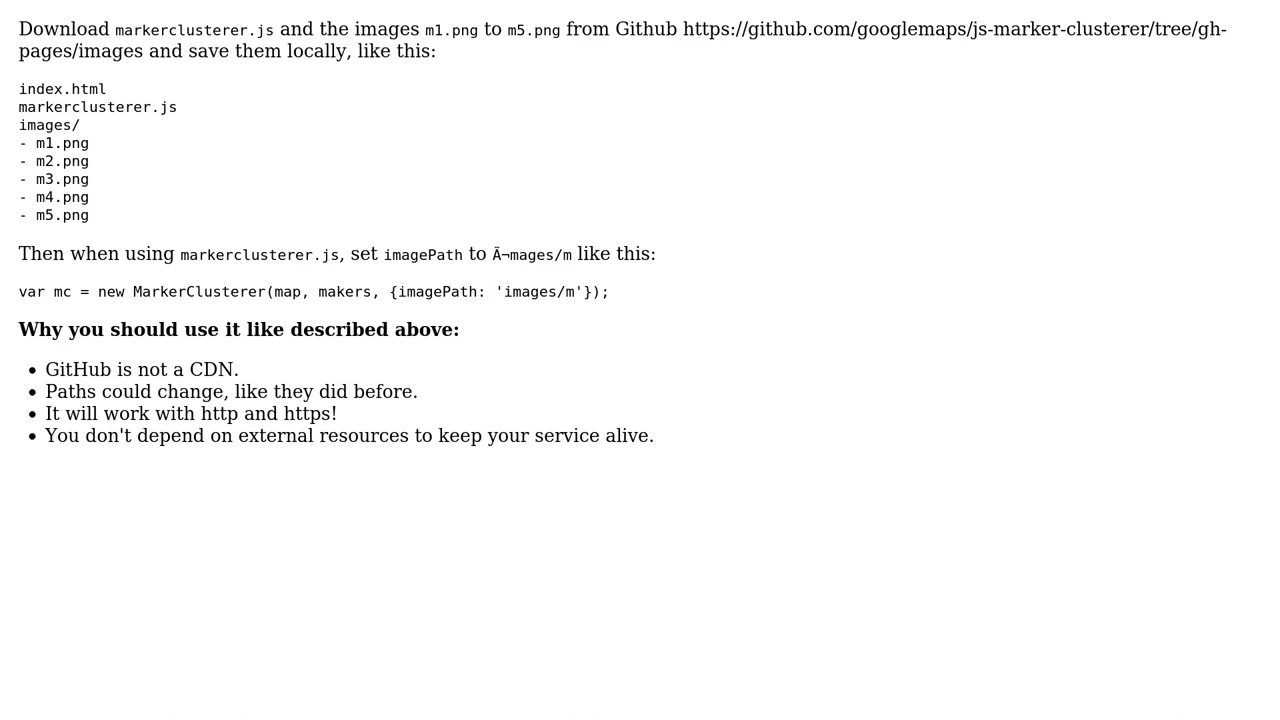 Download markerclusterer.js and the images m1.png to m5.png from Github https://github.com/googlemaps/js-marker-clusterer/tree/gh-
pages/images and save them locally, like this:
index.html
markerclusterer.js
images/
- m1.png
- m2.png
- m3.png
- m4.png
- m5.png
Then when using markerclusterer.js, set imagePath to Ã¬mages/m like this:
var mc = new MarkerClusterer(map, makers, {imagePath: 'images/m'});
Why you should use it like described above:
• GitHub is not a CDN.
• Paths could change, like they did before.
• It will work with http and https!
• You don't depend on external resources to keep your service alive.